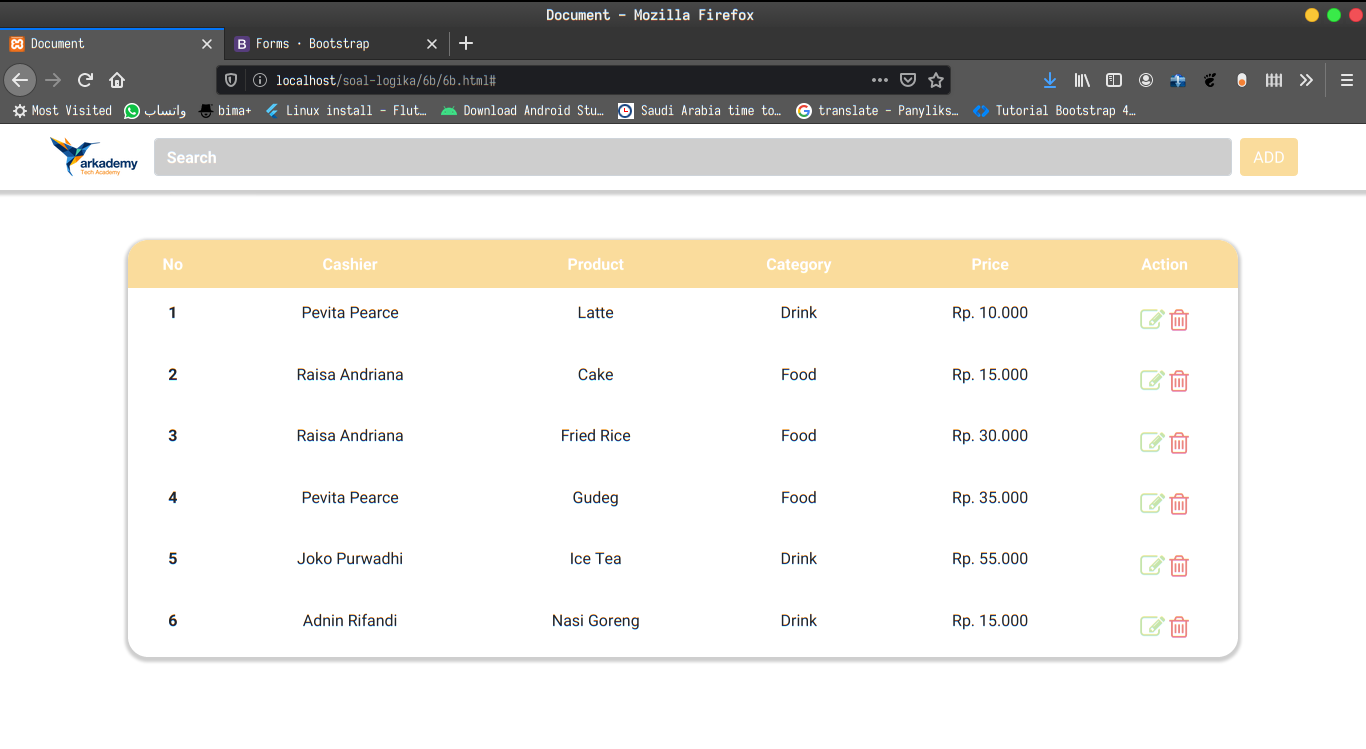 Document - Mozilla Firefox
Document Forms · Bootstrap
localhost/soal-logika/6b/6b.html#
Most Visited واتساب bima+ Linux install - Flut… Download Android Stu… Saudi Arabia time to… translate - Panyliks… Tutorial Bootstrap 4…
arkademy
Tech Academy
Search ADD
No Cashier Product Category Price Action
1 Pevita Pearce Latte Drink Rp. 10.000
2 Raisa Andriana Cake Food Rp. 15.000
3 Raisa Andriana Fried Rice Food Rp. 30.000
4 Pevita Pearce Gudeg Food Rp. 35.000
5 Joko Purwadhi Ice Tea Drink Rp. 55.000
6 Adnin Rifandi Nasi Goreng Drink Rp. 15.000